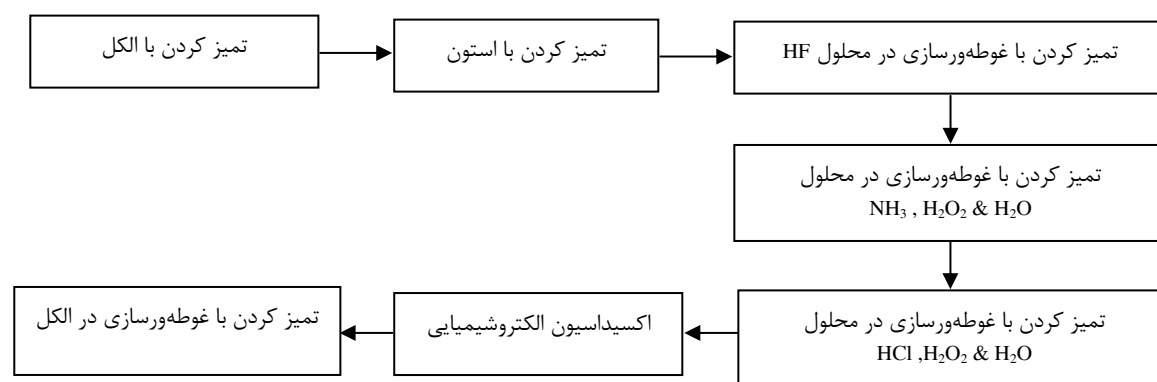 تمیز کردن با الکل
تمیز کردن با استون
تمیز کردن با غوطه‌ورسازی در محلول HF
تمیز کردن با غوطه‌ورسازی در محلول
NH₃ , H₂O₂ & H₂O
تمیز کردن با غوطه‌ورسازی در محلول
HCl ,H₂O₂ & H₂O
اکسیداسیون الکتروشیمیایی
تمیز کردن با غوطه‌ورسازی در الکل